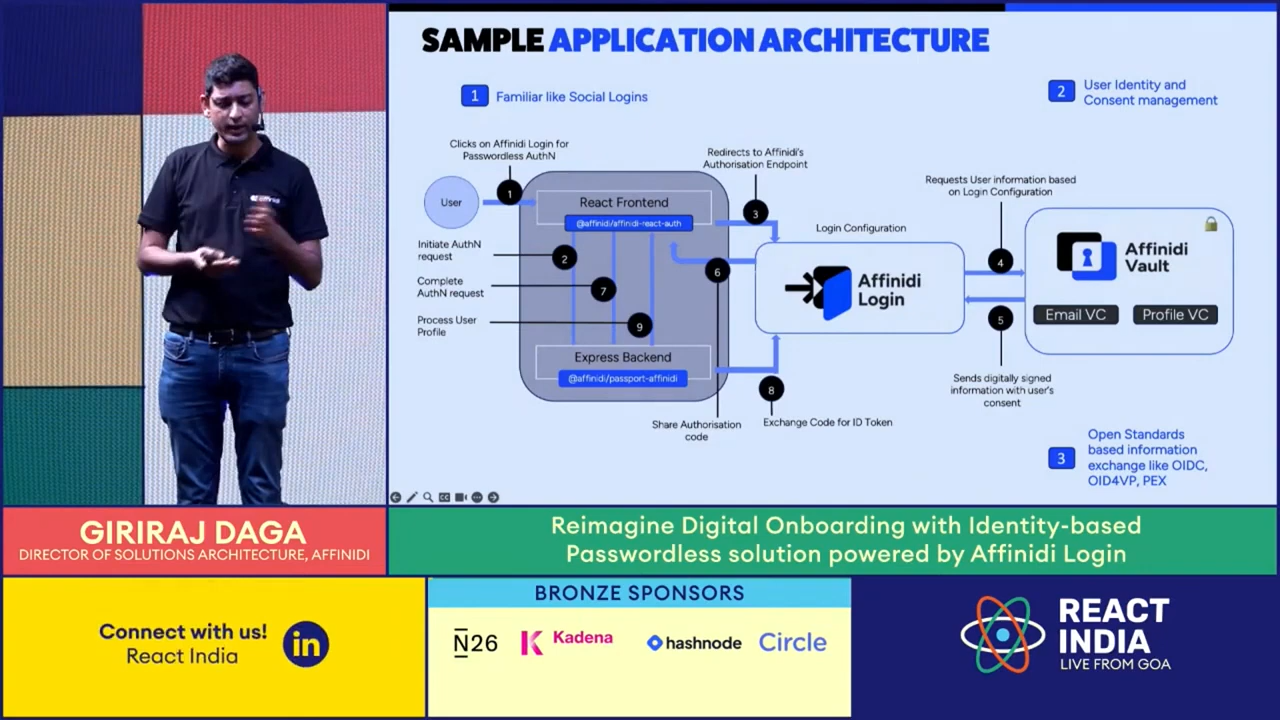 SAMPLE APPLICATION ARCHITECTURE
1 Familiar like Social Logins
2 User Identity and
Consent management
Clicks on Affinidi Login for
Passwordless AuthN
Redirects to Affinidi's
Authorisation Endpoint
Requests User information based
on Login Configuration
User
1
React Frontend
@affinidi/affinidi-react-auth
3
Login Configuration
Initiate AuthN
request
2
Complete
AuthN request
7
Process User
Profile
9
6
Affinidi
Login
4
5
Affinidi
Vault
Email VC
Profile VC
Express Backend
@affinidi/passport-affinidi
8
Share Authorisation
code
Exchange Code for ID Token
Sends digitally signed
information with user's
consent
3 Open Standards
based information
exchange like OIDC,
OID4VP, PEX
GIRIRAJ DAGA
DIRECTOR OF SOLUTIONS ARCHITECTURE, AFFINIDI
Reimagine Digital Onboarding with Identity-based
Passwordless solution powered by Affinidi Login
Connect with us!
React India
in
BRONZE SPONSORS
N26
Kadena
hashnode
Circle
REACT
INDIA
LIVE FROM GOA